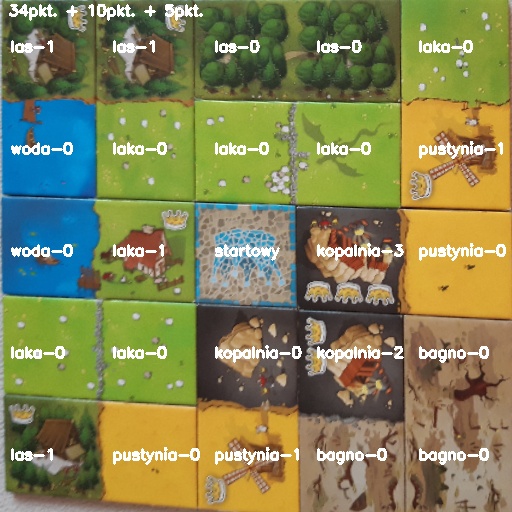 34pkt. + 10pkt. + 5pkt.
las-1 las-1 las-0 las-0 laka-0
woda-0 laka-0 laka-0 laka-0 pustynia-1
woda-0 laka-1 startowy kopalnia-3 pustynia-0
laka-0 laka-0 kopalnia-0 kopalnia-2 bagno-0
las-1 pustynia-0 pustynia-1 bagno-0 bagno-0